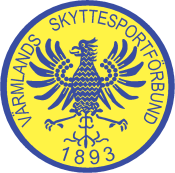 VÄRMLANDS SKYTTESPORTFÖRBUND
1893